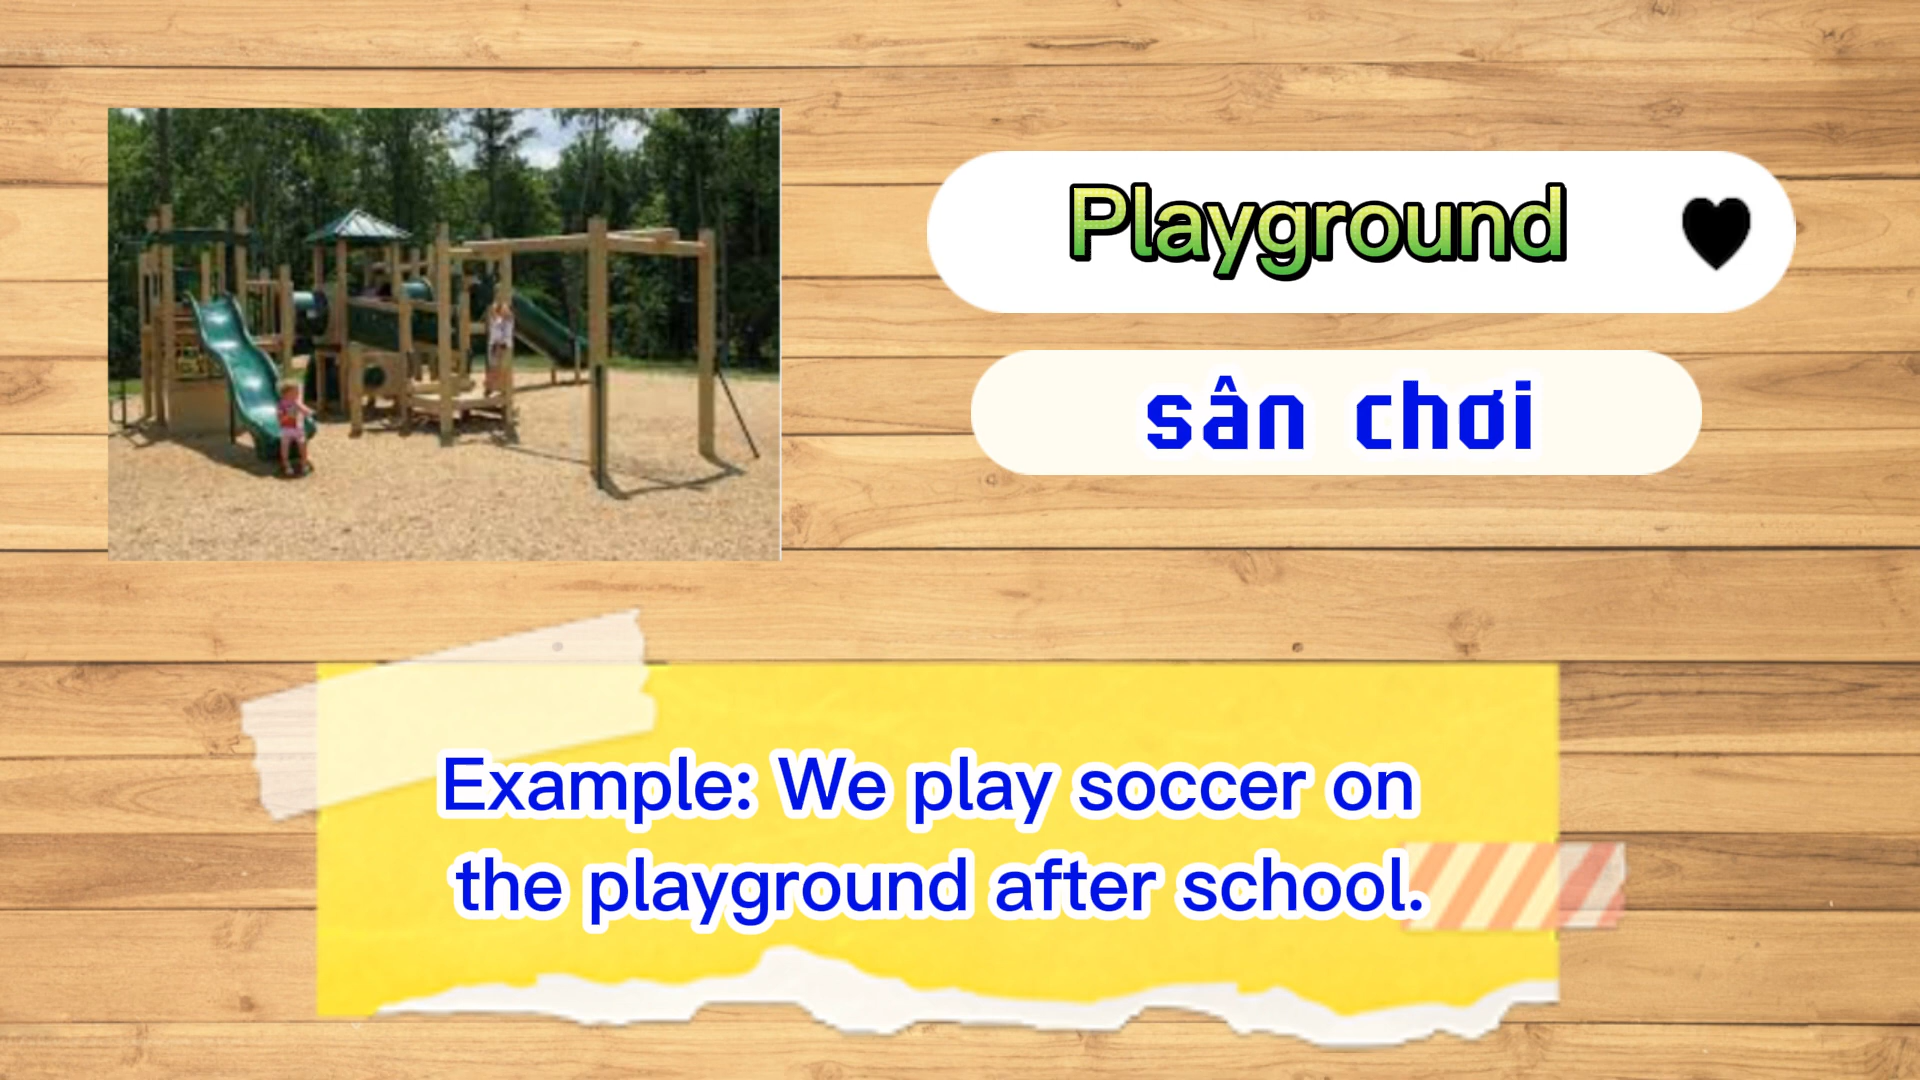 Playground
sân chơi
Example: We play soccer on
the playground after school.